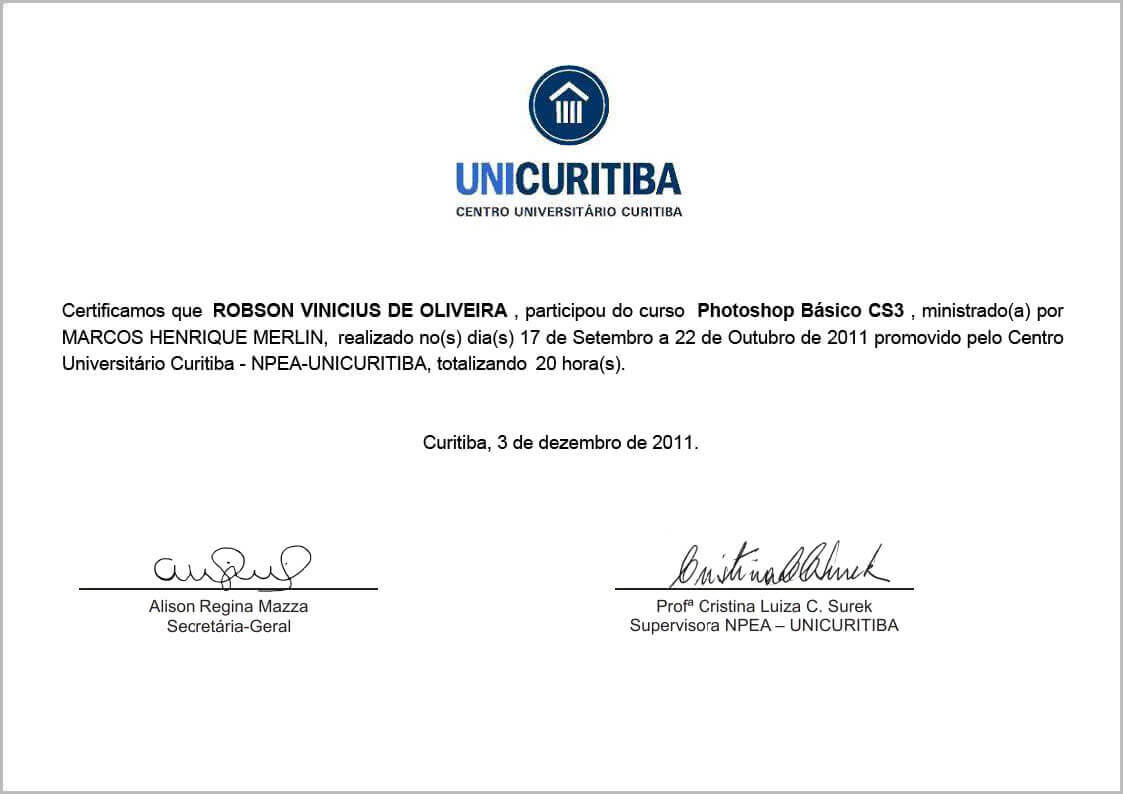 UNICURITIBA
CENTRO UNIVERSITÁRIO CURITIBA
Certificamos que ROBSON VINICIUS DE OLIVEIRA , participou do curso Photoshop Básico CS3 , ministrado(a) por
MARCOS HENRIQUE MERLIN, realizado no(s) dia(s) 17 de Setembro a 22 de Outubro de 2011 promovido pelo Centro
Universitário Curitiba - NPEA-UNICURITIBA, totalizando 20 hora(s).
Curitiba, 3 de dezembro de 2011.
Alison Regina Mazza
Secretária-Geral
Profª Cristina Luiza C. Surek
Supervisora NPEA – UNICURITIBA